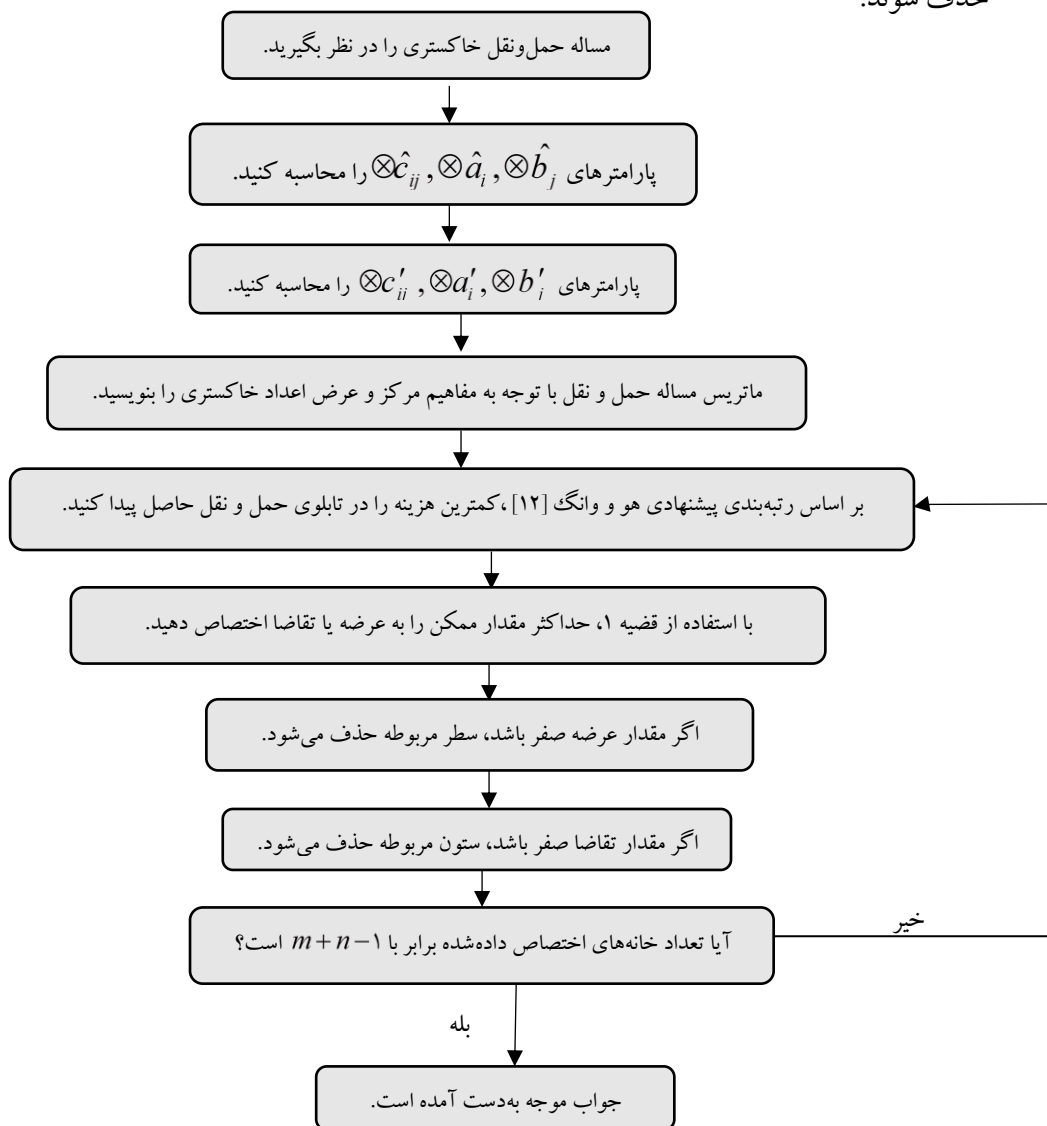 حذف شوند.
مساله حمل‌ونقل خاکستری را در نظر بگیرید.
پارامترهای ⊗ĉ_ij , ⊗â_i , ⊗b̂_j را محاسبه کنید.
پارامترهای ⊗c′_ij , ⊗a′_i , ⊗b′_j را محاسبه کنید.
ماتریس مساله حمل و نقل با توجه به مفاهیم مرکز و عرض اعداد خاکستری را بنویسید.
بر اساس رتبه‌بندی پیشنهادی هو و وانگ [۱۲]، کمترین هزینه را در تابلوی حمل و نقل حاصل پیدا کنید.
با استفاده از قضیه ۱، حداکثر مقدار ممکن را به عرضه یا تقاضا اختصاص دهید.
اگر مقدار عرضه صفر باشد، سطر مربوطه حذف می‌شود.
اگر مقدار تقاضا صفر باشد، ستون مربوطه حذف می‌شود.
آیا تعداد خانه‌های اختصاص داده‌شده برابر با m+n−۱ است؟
خیر
بله
جواب موجه به‌دست آمده است.